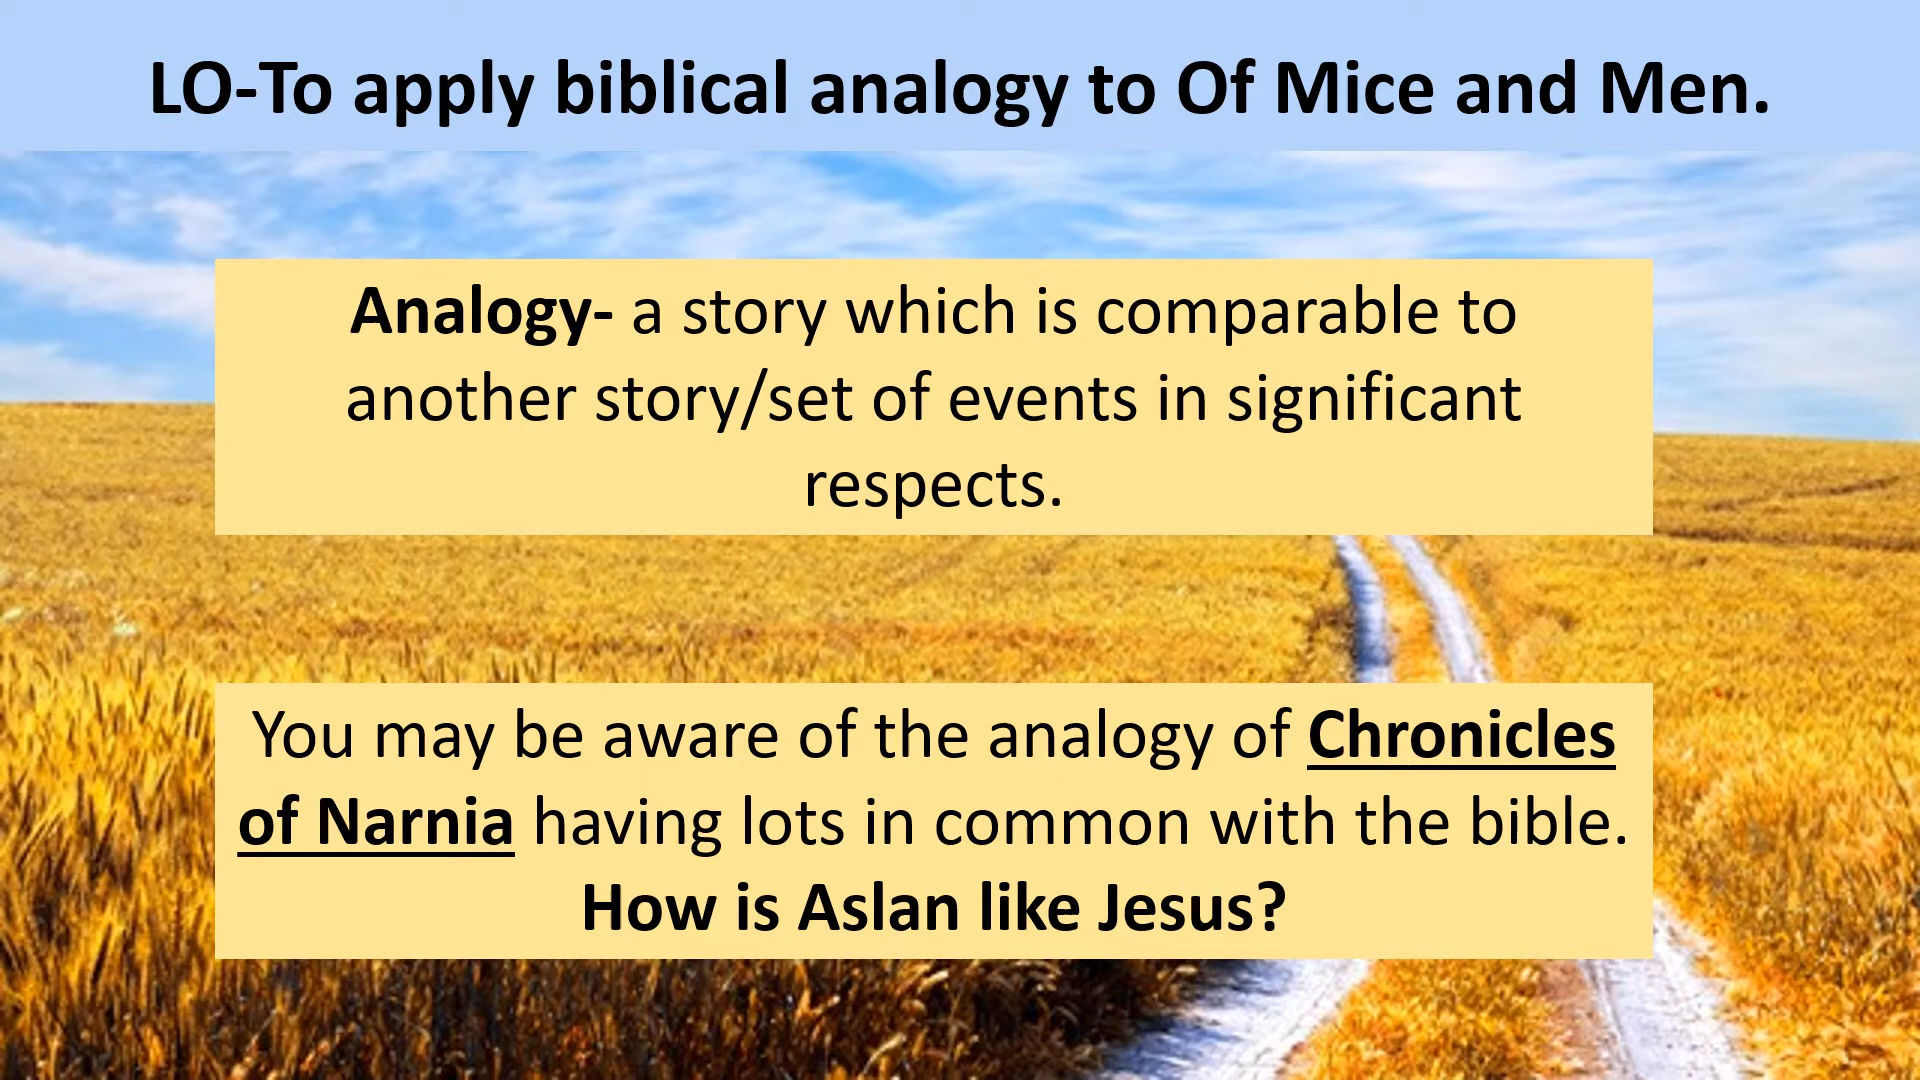 LO-To apply biblical analogy to Of Mice and Men.
Analogy- a story which is comparable to
another story/set of events in significant
respects.
You may be aware of the analogy of Chronicles
of Narnia having lots in common with the bible.
How is Aslan like Jesus?